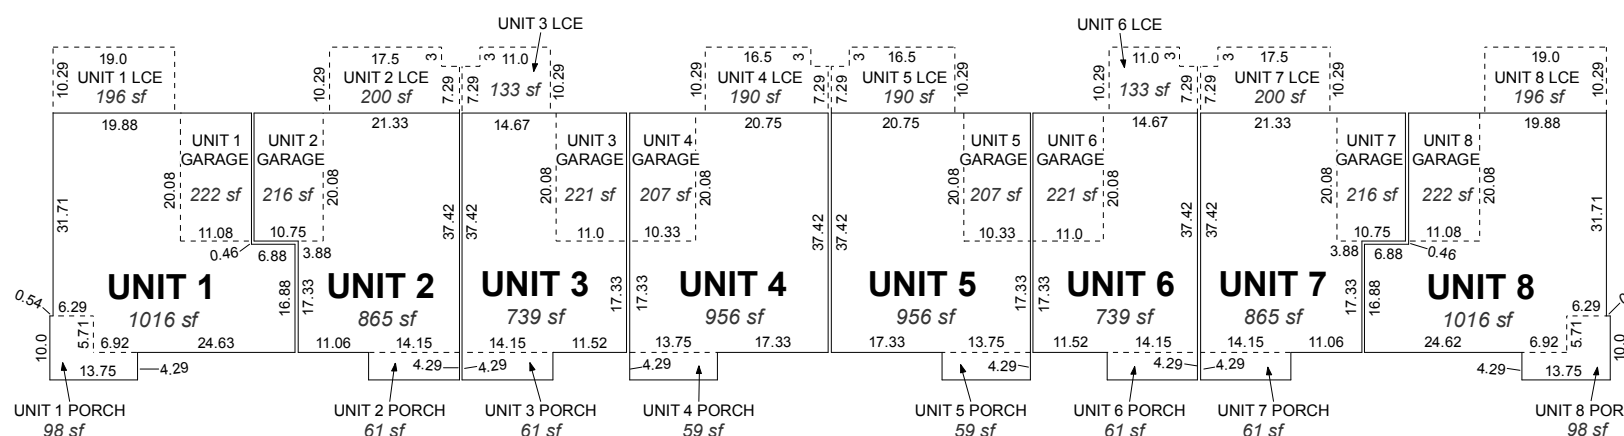 UNIT 3 LCE
UNIT 6 LCE
19.0
17.5
3
3
11.0
16.5
3
3
16.5
11.0
3
3
17.5
19.0
10.29
UNIT 1 LCE
196 sf
10.29
UNIT 2 LCE
200 sf
7.29
7.29
133 sf
10.29
10.29
UNIT 4 LCE
190 sf
7.29
7.29
UNIT 5 LCE
190 sf
10.29
10.29
133 sf
7.29
7.29
UNIT 7 LCE
200 sf
10.29
UNIT 8 LCE
196 sf
10.29
19.88
21.33
14.67
20.75
20.75
14.67
21.33
19.88
UNIT 1
GARAGE
222 sf
UNIT 2
GARAGE
216 sf
UNIT 3
GARAGE
221 sf
UNIT 4
GARAGE
207 sf
UNIT 5
GARAGE
207 sf
UNIT 6
GARAGE
221 sf
UNIT 7
GARAGE
216 sf
UNIT 8
GARAGE
222 sf
31.71
20.08
20.08
37.42
37.42
20.08
20.08
37.42
37.42
20.08
20.08
37.42
37.42
20.08
20.08
31.71
11.08
10.75
11.0
10.33
10.33
11.0
10.75
11.08
0.46
6.88
3.88
3.88
6.88
0.46
UNIT 1
1016 sf
16.88
17.33
UNIT 2
865 sf
UNIT 3
739 sf
17.33
17.33
UNIT 4
956 sf
UNIT 5
956 sf
17.33
17.33
UNIT 6
739 sf
UNIT 7
865 sf
17.33
16.88
UNIT 8
1016 sf
0.54
6.29
6.29
10.0
5.71
5.71
10.0
6.92
24.63
11.06
14.15
14.15
11.52
13.75
17.33
17.33
13.75
11.52
14.15
14.15
11.06
24.62
6.92
13.75
4.29
4.29
4.29
4.29
4.29
4.29
4.29
4.29
13.75
UNIT 1 PORCH
98 sf
UNIT 2 PORCH
61 sf
UNIT 3 PORCH
61 sf
UNIT 4 PORCH
59 sf
UNIT 5 PORCH
59 sf
UNIT 6 PORCH
61 sf
UNIT 7 PORCH
61 sf
UNIT 8 POR
98 sf